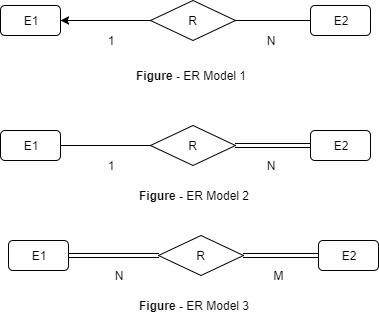 E1 R E2
1 N
Figure - ER Model 1
E1 R E2
1 N
Figure - ER Model 2
E1 R E2
N M
Figure - ER Model 3